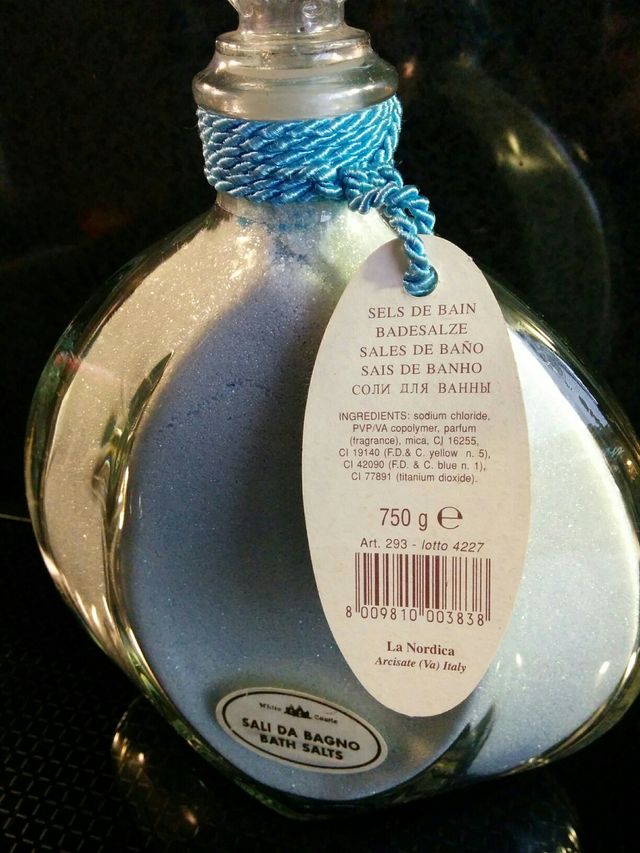 SELS DE BAIN
BADESALZE
SALES DE BAÑO
SAIS DE BANHO
СОЛИ ДЛЯ ВАННЫ
INGREDIENTS: sodium chloride,
PVP/VA copolymer, parfum
(fragrance), mica, CJ 16255,
CI 19140 (F.D.& C. yellow n. 5),
CI 42090 (F.D. & C. blue n. 1),
CI 77891 (titanium dioxide).
750 g ℮
Art. 293 - lotto 4227
8 009810 003838
La Nordica
Arcisate (Va) Italy
White Castle
SALI DA BAGNO
BATH SALTS